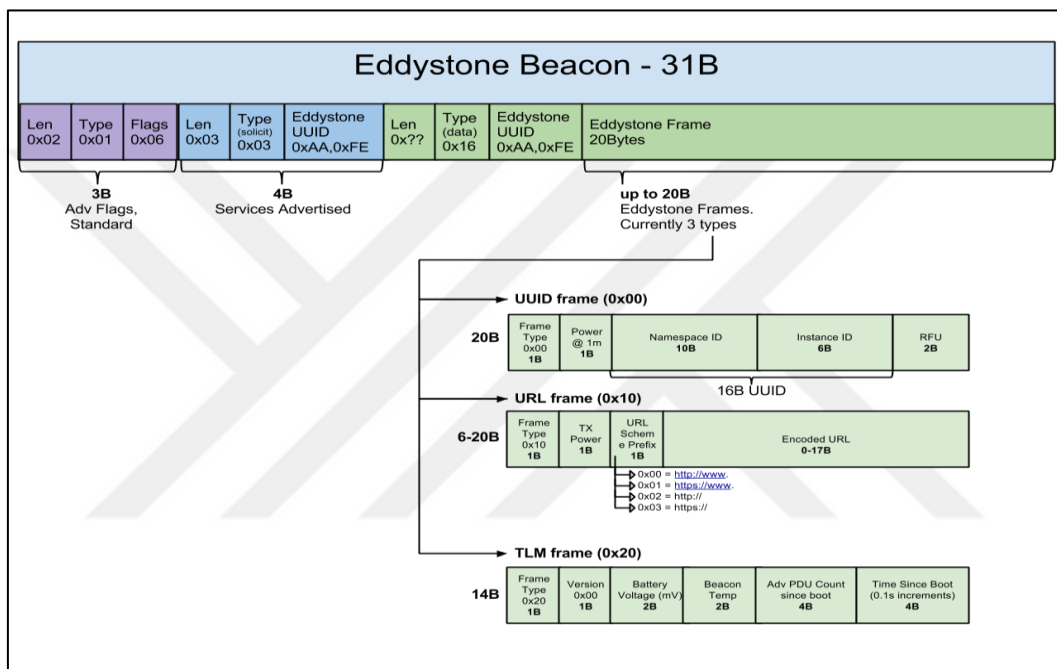 Eddystone Beacon - 31B
Len
0x02
Type
0x01
Flags
0x06
Len
0x03
Type
(solicit)
0x03
Eddystone
UUID
0xAA,0xFE
Len
0x??
Type
(data)
0x16
Eddystone
UUID
0xAA,0xFE
Eddystone Frame
20Bytes
3B
Adv Flags,
Standard
4B
Services Advertised
up to 20B
Eddystone Frames.
Currently 3 types
UUID frame (0x00)
20B
Frame
Type
0x00
1B
Power
@ 1m
1B
Namespace ID
10B
Instance ID
6B
RFU
2B
16B UUID
URL frame (0x10)
6-20B
Frame
Type
0x10
1B
TX
Power
1B
URL
Schem
e Prefix
1B
Encoded URL
0-17B
0x00 = http://www.
0x01 = https://www.
0x02 = http://
0x03 = https://
TLM frame (0x20)
14B
Frame
Type
0x20
1B
Version
0x00
1B
Battery
Voltage (mV)
2B
Beacon
Temp
2B
Adv PDU Count
since boot
4B
Time Since Boot
(0.1s increments)
4B